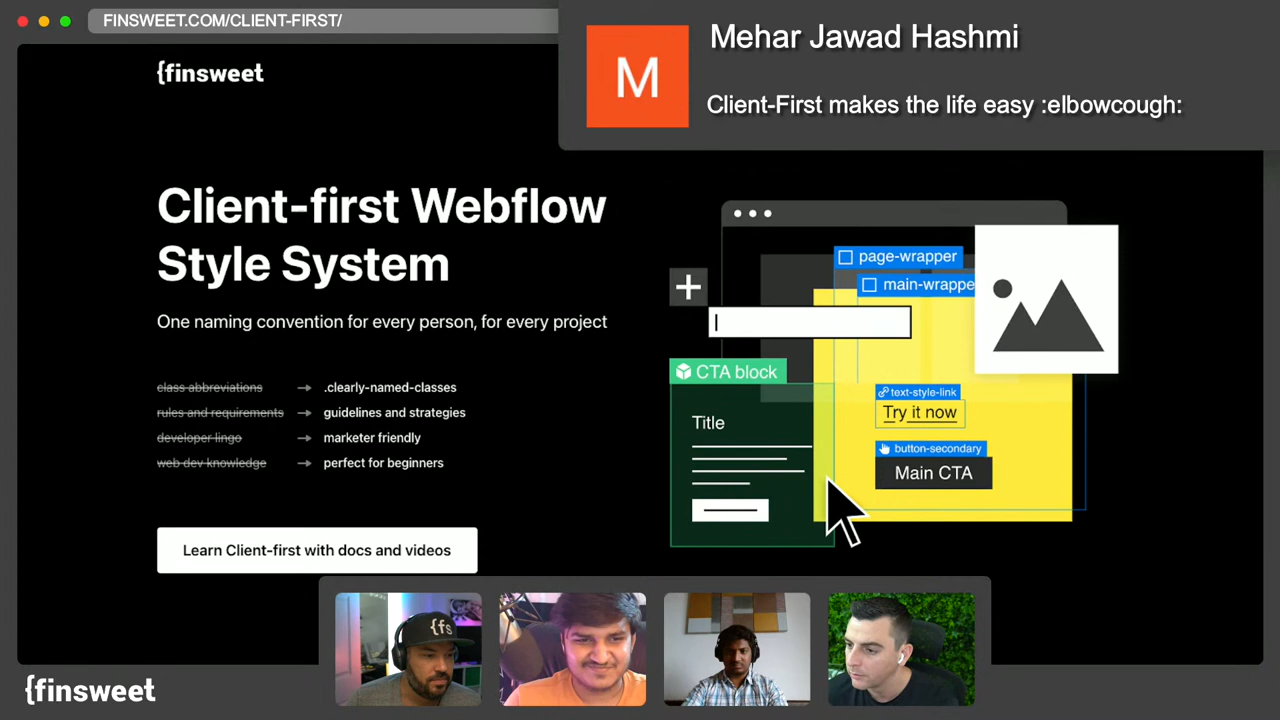 FINSWEET.COM/CLIENT-FIRST/
M
Mehar Jawad Hashmi
Client-First makes the life easy :elbowcough:
{finsweet
Client-first Webflow
Style System
One naming convention for every person, for every project
class abbreviations → .clearly-named-classes
rules and requirements → guidelines and strategies
developer lingo → marketer friendly
web dev knowledge → perfect for beginners
Learn Client-first with docs and videos
page-wrapper
main-wrappe
CTA block
Title
text-style-link
Try it now
button-secondary
Main CTA
{fs
{finsweet